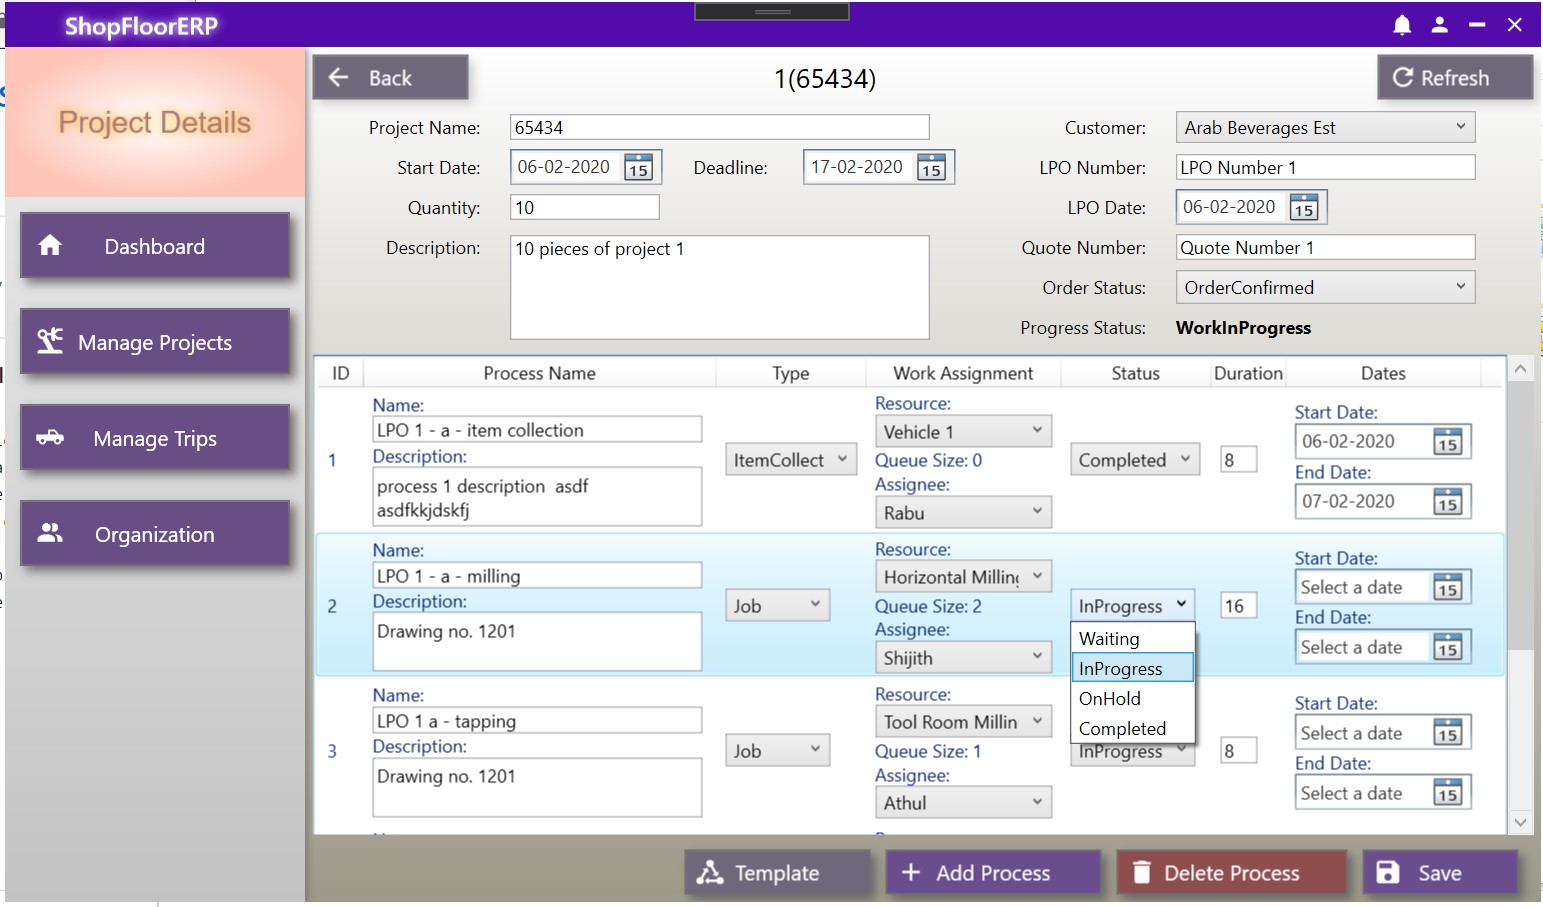 ShopFloorERP
Project Details
Dashboard
Manage Projects
Manage Trips
Organization
Back
1(65434)
Refresh
Project Name: 65434
Customer: Arab Beverages Est
Start Date: 06-02-2020 15 Deadline: 17-02-2020 15
LPO Number: LPO Number 1
Quantity: 10
LPO Date: 06-02-2020 15
Description: 10 pieces of project 1
Quote Number: Quote Number 1
Order Status: OrderConfirmed
Progress Status: WorkInProgress
ID Process Name Type Work Assignment Status Duration Dates
1
Name:
LPO 1 - a - item collection
Description:
process 1 description asdf
asdfkkjdskfj
ItemCollect
Resource:
Vehicle 1
Queue Size: 0
Assignee:
Rabu
Completed
8
Start Date:
06-02-2020 15
End Date:
07-02-2020 15
2
Name:
LPO 1 - a - milling
Description:
Drawing no. 1201
Job
Resource:
Horizontal Milling
Queue Size: 2
Assignee:
Shijith
InProgress
Waiting
InProgress
OnHold
Completed
16
Start Date:
Select a date 15
End Date:
Select a date 15
3
Name:
LPO 1 a - tapping
Description:
Drawing no. 1201
Job
Resource:
Tool Room Millin
Queue Size: 1
Assignee:
Athul
InProgress
8
Start Date:
Select a date 15
End Date:
Select a date 15
Template
Add Process
Delete Process
Save